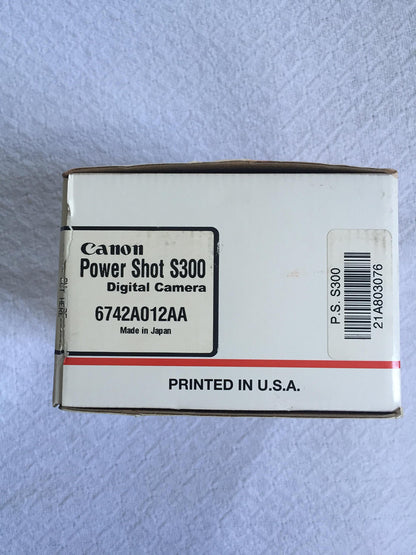 Canon
Power Shot S300
Digital Camera
6742A012AA
Made in Japan
P.S. S300
21A803076
PRINTED IN U.S.A.